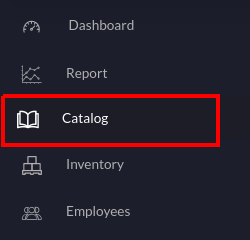 Dashboard
Report
Catalog
Inventory
Employees